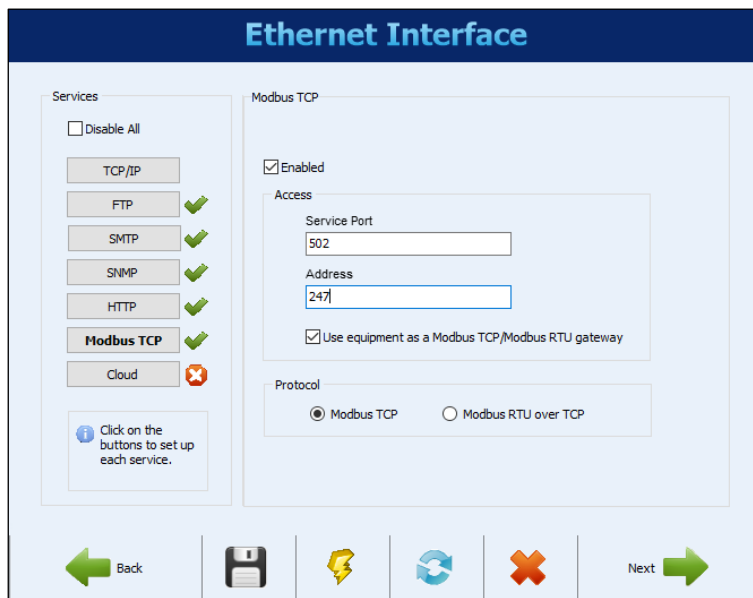 Ethernet Interface
Services
Disable All
TCP/IP
FTP
SMTP
SNMP
HTTP
Modbus TCP
Cloud
Click on the
buttons to set up
each service.
Modbus TCP
Enabled
Access
Service Port
502
Address
247
Use equipment as a Modbus TCP/Modbus RTU gateway
Protocol
Modbus TCP
Modbus RTU over TCP
Back
Next